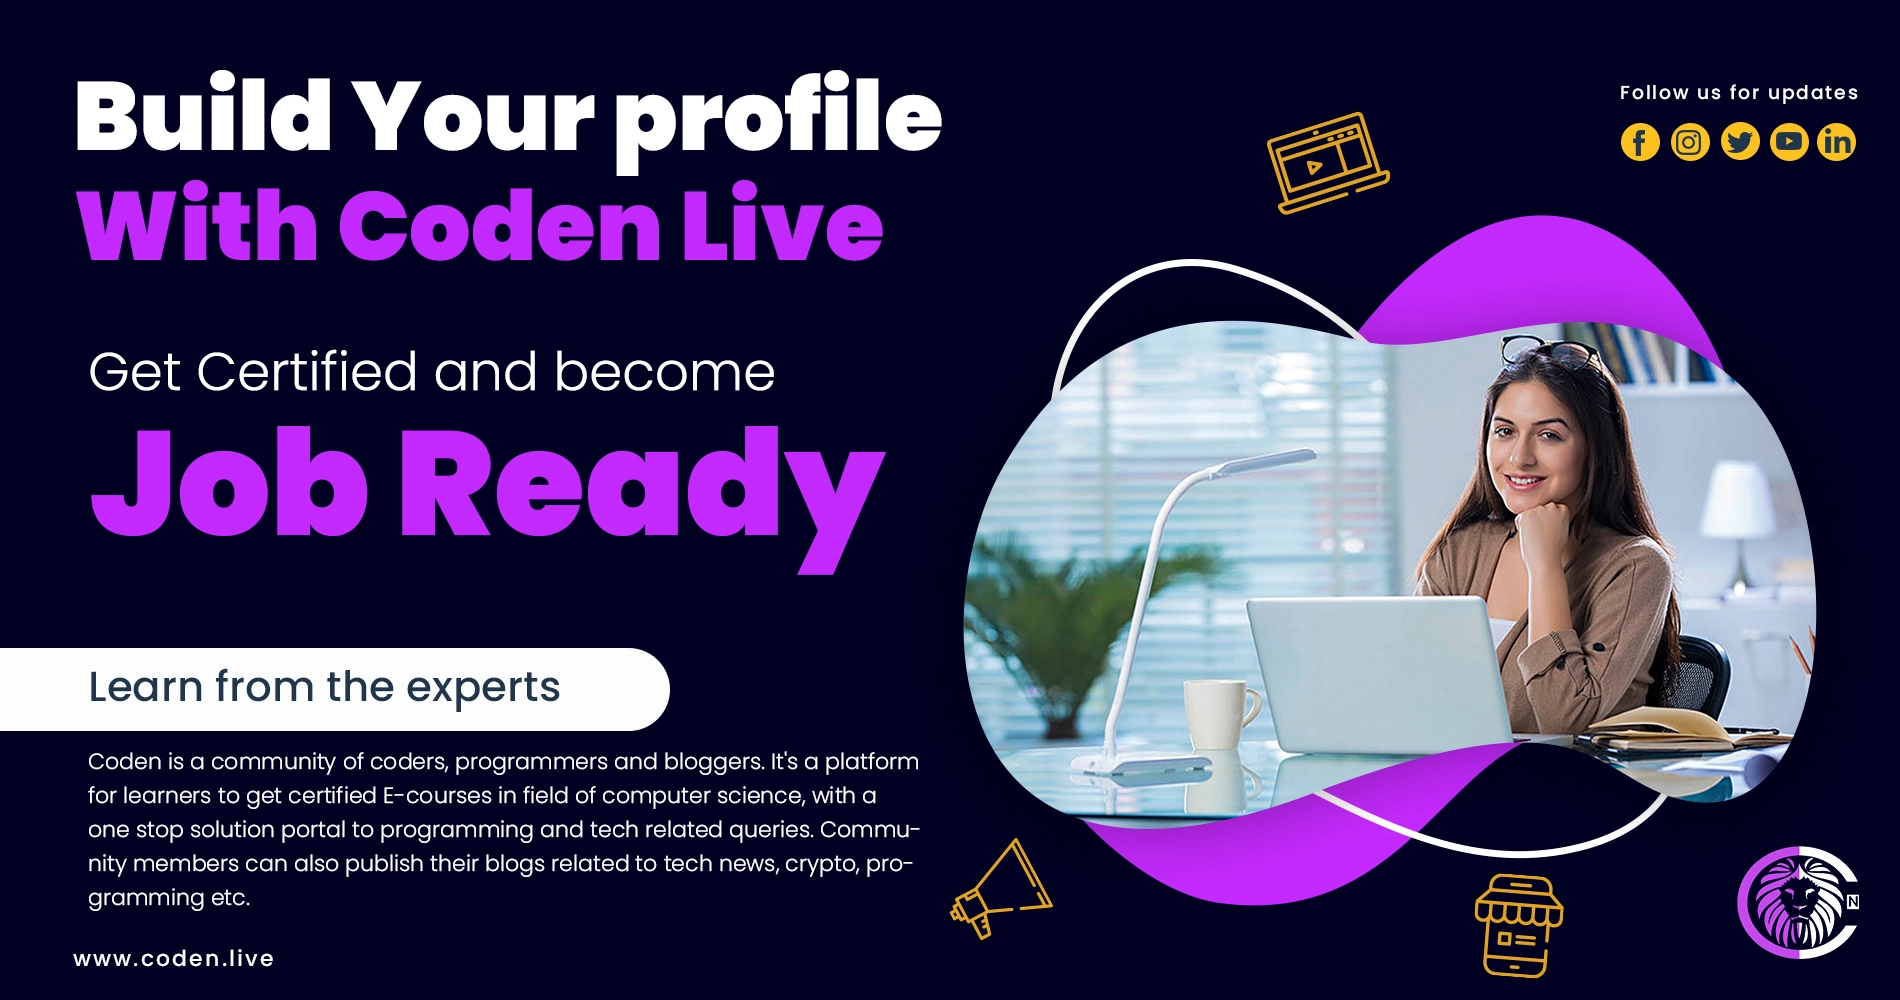 Build Your profile
With Coden Live
Follow us for updates
Get Certified and become
Job Ready
Learn from the experts
Coden is a community of coders, programmers and bloggers. It's a platform
for learners to get certified E-courses in field of computer science, with a
one stop solution portal to programming and tech related queries. Commu-
nity members can also publish their blogs related to tech news, crypto, pro-
gramming etc.
www.coden.live
N